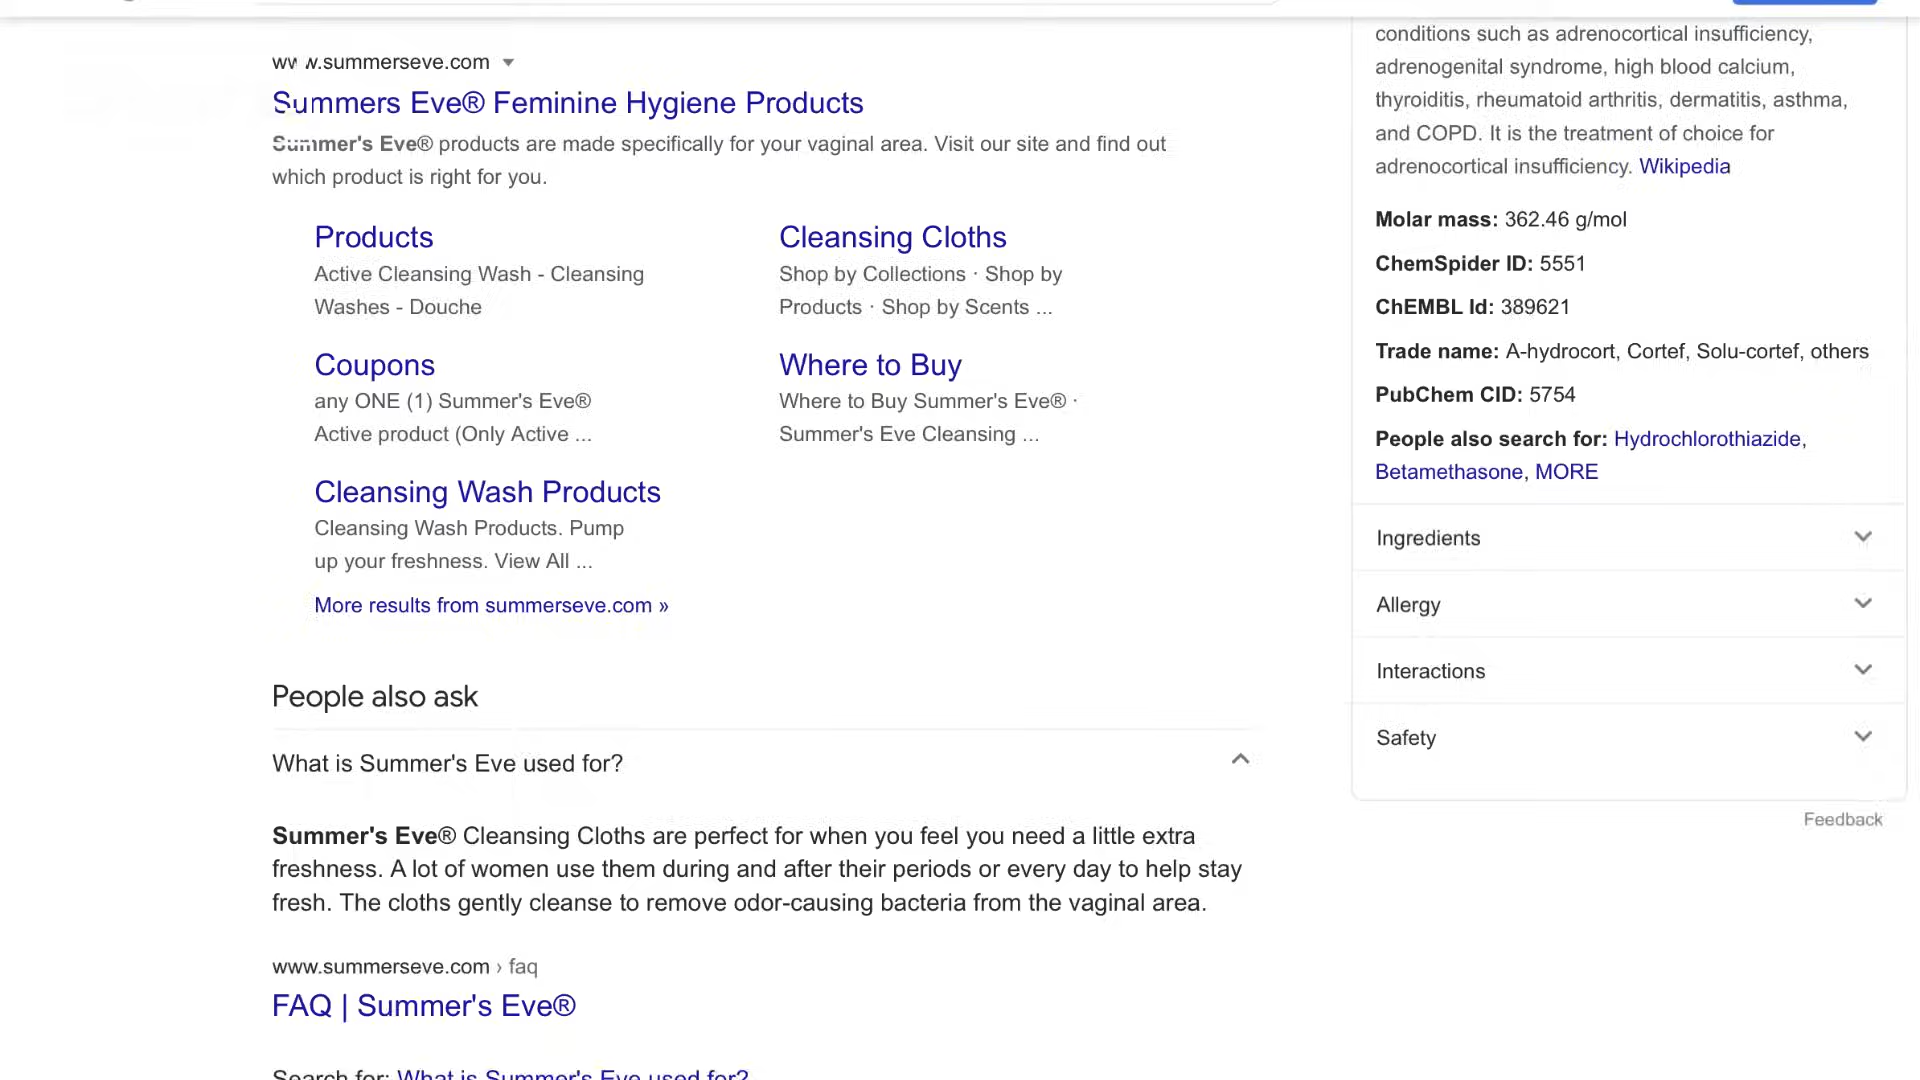 www.summerseve.com
Summers Eve® Feminine Hygiene Products
Summer's Eve® products are made specifically for your vaginal area. Visit our site and find out
which product is right for you.
Products
Active Cleansing Wash - Cleansing
Washes - Douche
Cleansing Cloths
Shop by Collections · Shop by
Products · Shop by Scents ...
Coupons
any ONE (1) Summer's Eve®
Active product (Only Active ...
Where to Buy
Where to Buy Summer's Eve® ·
Summer's Eve Cleansing ...
Cleansing Wash Products
Cleansing Wash Products. Pump
up your freshness. View All ...
More results from summerseve.com »
People also ask
What is Summer's Eve used for?
Summer's Eve® Cleansing Cloths are perfect for when you feel you need a little extra
freshness. A lot of women use them during and after their periods or every day to help stay
fresh. The cloths gently cleanse to remove odor-causing bacteria from the vaginal area.
www.summerseve.com › faq
FAQ | Summer's Eve®
Search for: What is Summer's Eve used for?
conditions such as adrenocortical insufficiency,
adrenogenital syndrome, high blood calcium,
thyroiditis, rheumatoid arthritis, dermatitis, asthma,
and COPD. It is the treatment of choice for
adrenocortical insufficiency. Wikipedia
Molar mass: 362.46 g/mol
ChemSpider ID: 5551
ChEMBL Id: 389621
Trade name: A-hydrocort, Cortef, Solu-cortef, others
PubChem CID: 5754
People also search for: Hydrochlorothiazide,
Betamethasone, MORE
Ingredients
Allergy
Interactions
Safety
Feedback